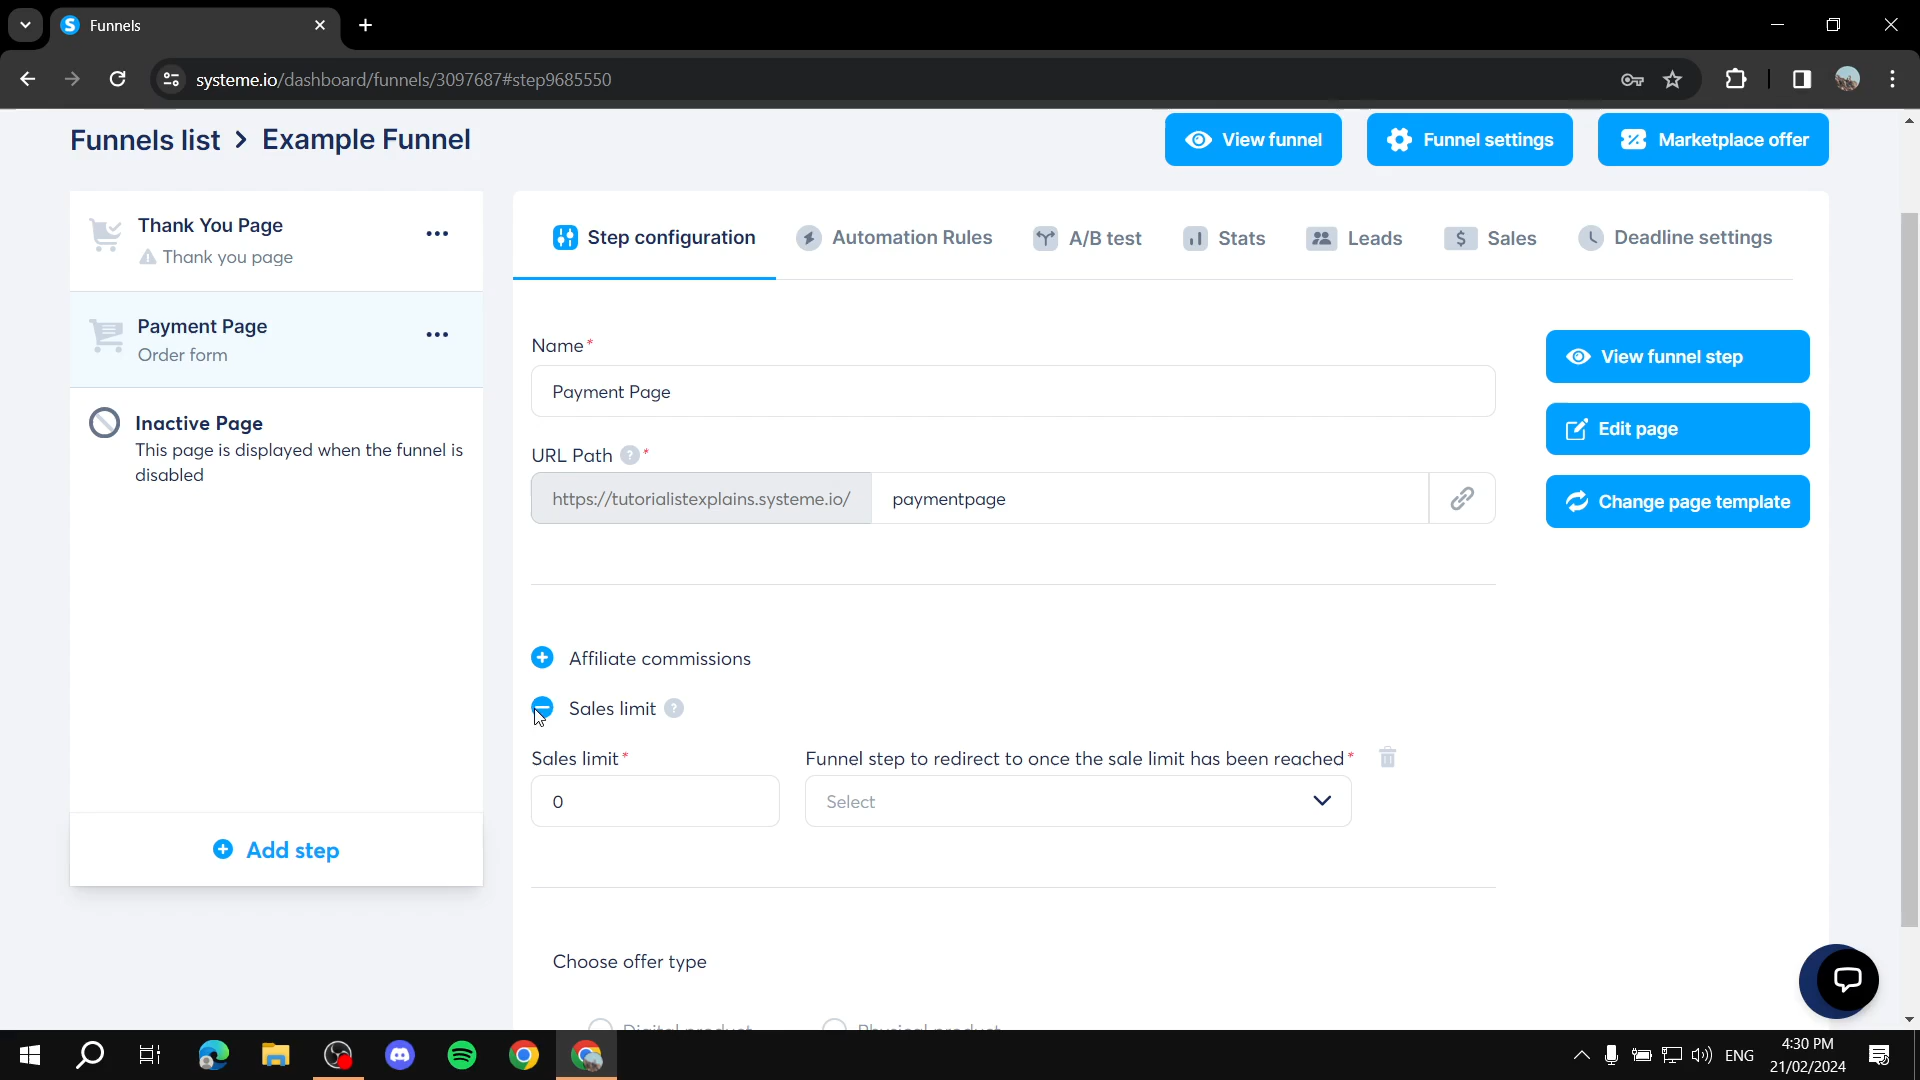 Funnels
systeme.io/dashboard/funnels/3097687#step9685550
Funnels list > Example Funnel
View funnel
Funnel settings
Marketplace offer
Thank You Page
Thank you page
Payment Page
Order form
Inactive Page
This page is displayed when the funnel is
disabled
Add step
Step configuration
Automation Rules
A/B test
Stats
Leads
$ Sales
Deadline settings
Name*
Payment Page
URL Path ? *
https://tutorialistexplains.systeme.io/
paymentpage
View funnel step
Edit page
Change page template
Affiliate commissions
Sales limit ?
Sales limit*
0
Funnel step to redirect to once the sale limit has been reached*
Select
Choose offer type
Digital product
Physical product
ENG
4:30 PM
21/02/2024